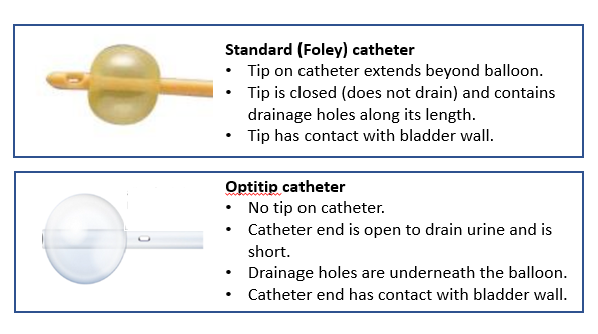 Standard (Foley) catheter
• Tip on catheter extends beyond balloon.
• Tip is closed (does not drain) and contains
drainage holes along its length.
• Tip has contact with bladder wall.
Optitip catheter
• No tip on catheter.
• Catheter end is open to drain urine and is
short.
• Drainage holes are underneath the balloon.
• Catheter end has contact with bladder wall.